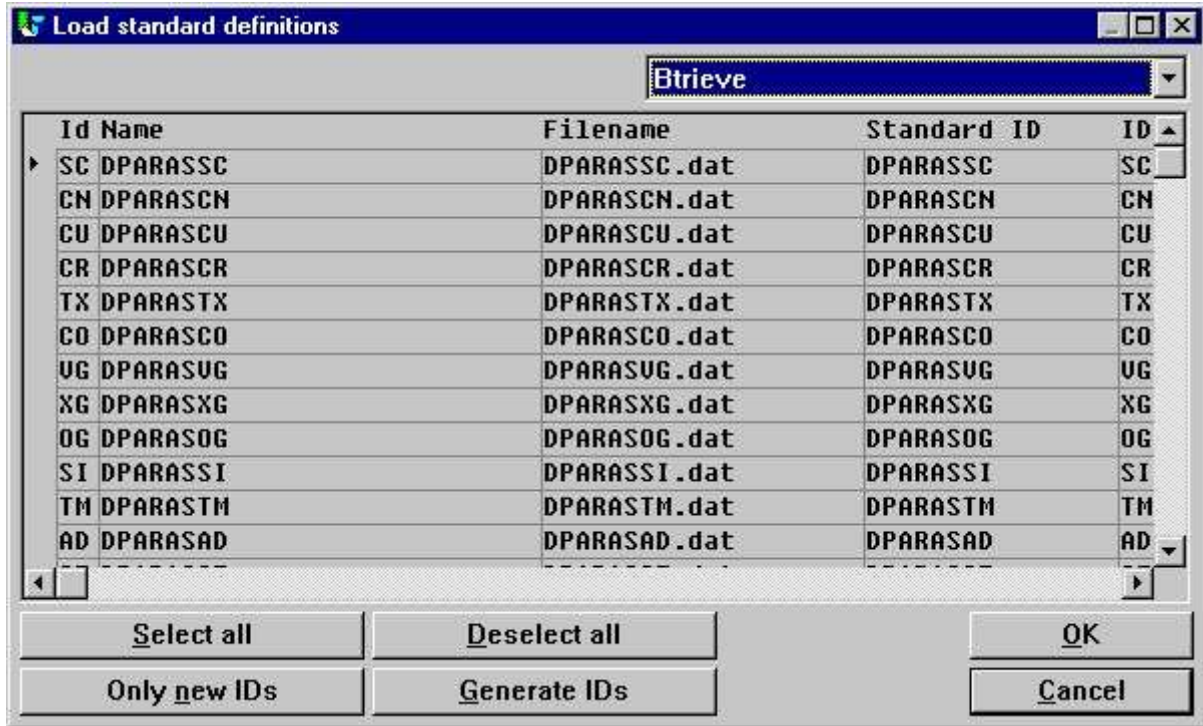 Load standard definitions
Btrieve
Id Name Filename Standard ID ID
SC DPARASSC DPARASSC.dat DPARASSC SC
CN DPARASCN DPARASCN.dat DPARASCN CN
CU DPARASCU DPARASCU.dat DPARASCU CU
CR DPARASCR DPARASCR.dat DPARASCR CR
TX DPARASTX DPARASTX.dat DPARASTX TX
CO DPARASCO DPARASCO.dat DPARASCO CO
VG DPARASVG DPARASVG.dat DPARASVG VG
XG DPARASXG DPARASXG.dat DPARASXG XG
OG DPARASOG DPARASOG.dat DPARASOG OG
SI DPARASSI DPARASSI.dat DPARASSI SI
TM DPARASTM DPARASTM.dat DPARASTM TM
AD DPARASAD DPARASAD.dat DPARASAD AD
Select all Deselect all OK
Only new IDs Generate IDs Cancel